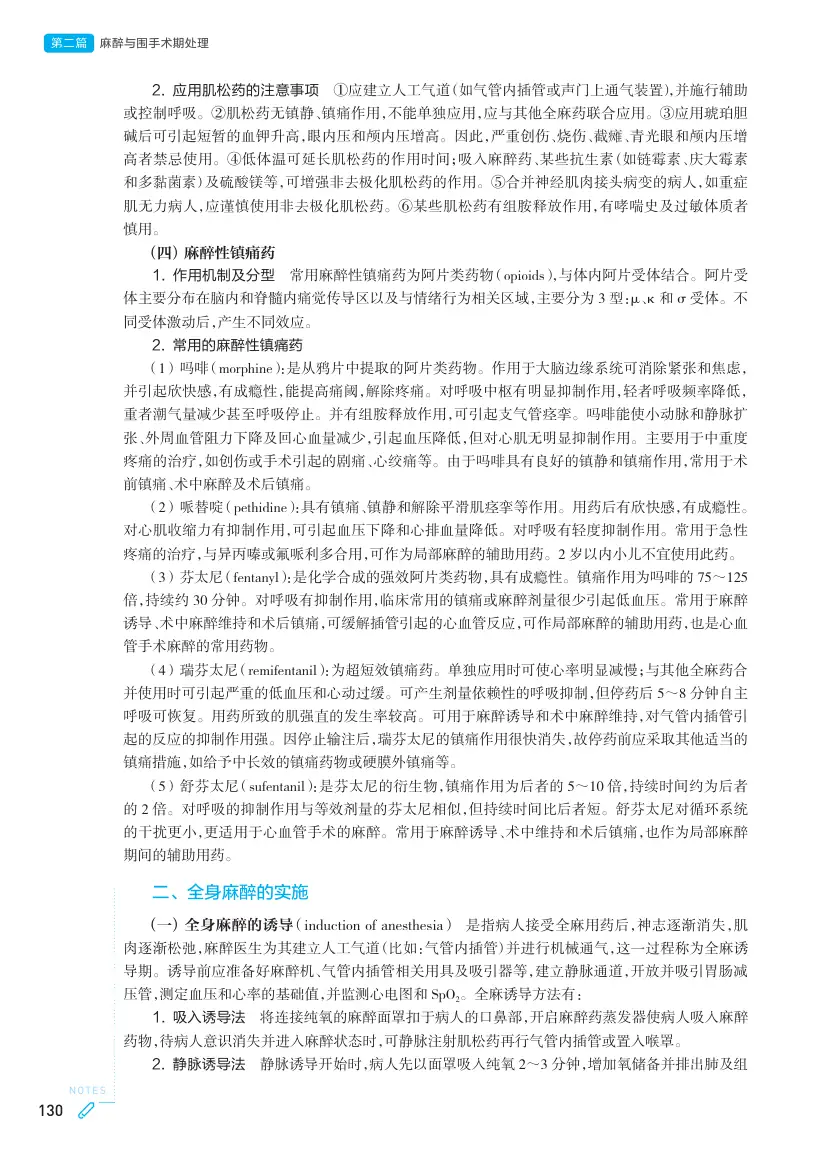 第二篇 麻醉与围手术期处理
2. 应用肌松药的注意事项 ①应建立人工气道(如气管内插管或声门上通气装置),并施行辅助
或控制呼吸。②肌松药无镇静、镇痛作用,不能单独应用,应与其他全麻药联合应用。③应用琥珀胆
碱后可引起短暂的血钾升高,眼内压和颅内压增高。因此,严重创伤、烧伤、截瘫、青光眼和颅内压增
高者禁忌使用。④低体温可延长肌松药的作用时间;吸入麻醉药、某些抗生素(如链霉素、庆大霉素
和多黏菌素)及硫酸镁等,可增强非去极化肌松药的作用。⑤合并神经肌肉接头病变的病人,如重症
肌无力病人,应谨慎使用非去极化肌松药。⑥某些肌松药有组胺释放作用,有哮喘史及过敏体质者
慎用。
(四) 麻醉性镇痛药
1. 作用机制及分型 常用麻醉性镇痛药为阿片类药物(opioids),与体内阿片受体结合。阿片受
体主要分布在脑内和脊髓内痛觉传导区以及与情绪行为相关区域,主要分为 3 型:μ、κ 和 σ 受体。不
同受体激动后,产生不同效应。
2. 常用的麻醉性镇痛药
(1)吗啡(morphine):是从鸦片中提取的阿片类药物。作用于大脑边缘系统可消除紧张和焦虑,
并引起欣快感,有成瘾性,能提高痛阈,解除疼痛。对呼吸中枢有明显抑制作用,轻者呼吸频率降低,
重者潮气量减少甚至呼吸停止。并有组胺释放作用,可引起支气管痉挛。吗啡能使小动脉和静脉扩
张、外周血管阻力下降及回心血量减少,引起血压降低,但对心肌无明显抑制作用。主要用于中重度
疼痛的治疗,如创伤或手术引起的剧痛、心绞痛等。由于吗啡具有良好的镇静和镇痛作用,常用于术
前镇痛、术中麻醉及术后镇痛。
(2)哌替啶(pethidine):具有镇痛、镇静和解除平滑肌痉挛等作用。用药后有欣快感,有成瘾性。
对心肌收缩力有抑制作用,可引起血压下降和心排血量降低。对呼吸有轻度抑制作用。常用于急性
疼痛的治疗,与异丙嗪或氟哌利多合用,可作为局部麻醉的辅助用药。2 岁以内小儿不宜使用此药。
(3)芬太尼(fentanyl):是化学合成的强效阿片类药物,具有成瘾性。镇痛作用为吗啡的 75～125
倍,持续约 30 分钟。对呼吸有抑制作用,临床常用的镇痛或麻醉剂量很少引起低血压。常用于麻醉
诱导、术中麻醉维持和术后镇痛,可缓解插管引起的心血管反应,可作局部麻醉的辅助用药,也是心血
管手术麻醉的常用药物。
(4)瑞芬太尼(remifentanil):为超短效镇痛药。单独应用时可使心率明显减慢;与其他全麻药合
并使用时可引起严重的低血压和心动过缓。可产生剂量依赖性的呼吸抑制,但停药后 5～8 分钟自主
呼吸可恢复。用药所致的肌强直的发生率较高。可用于麻醉诱导和术中麻醉维持,对气管内插管引
起的反应的抑制作用强。因停止输注后,瑞芬太尼的镇痛作用很快消失,故停药前应采取其他适当的
镇痛措施,如给予中长效的镇痛药物或硬膜外镇痛等。
(5)舒芬太尼(sufentanil):是芬太尼的衍生物,镇痛作用为后者的 5～10 倍,持续时间约为后者
的 2 倍。对呼吸的抑制作用与等效剂量的芬太尼相似,但持续时间比后者短。舒芬太尼对循环系统
的干扰更小,更适用于心血管手术的麻醉。常用于麻醉诱导、术中维持和术后镇痛,也作为局部麻醉
期间的辅助用药。
二、全身麻醉的实施
(一) 全身麻醉的诱导(induction of anesthesia) 是指病人接受全麻用药后,神志逐渐消失,肌
肉逐渐松弛,麻醉医生为其建立人工气道(比如:气管内插管)并进行机械通气,这一过程称为全麻诱
导期。诱导前应准备好麻醉机、气管内插管相关用具及吸引器等,建立静脉通道,开放并吸引胃肠减
压管,测定血压和心率的基础值,并监测心电图和 SpO₂。全麻诱导方法有:
1. 吸入诱导法 将连接纯氧的麻醉面罩扣于病人的口鼻部,开启麻醉药蒸发器使病人吸入麻醉
药物,待病人意识消失并进入麻醉状态时,可静脉注射肌松药再行气管内插管或置入喉罩。
2. 静脉诱导法 静脉诱导开始时,病人先以面罩吸入纯氧 2～3 分钟,增加氧储备并排出肺及组
NOTES
130